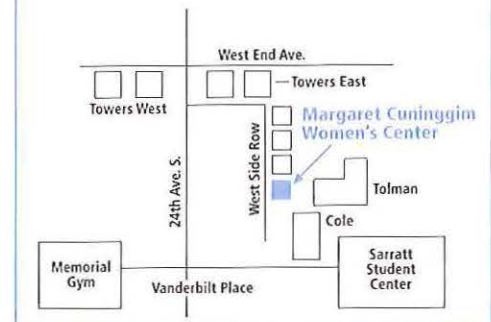 West End Ave.
Towers East
Towers West
Margaret Cuninggim
Women's Center
West Side Row
24th Ave. S.
Tolman
Cole
Memorial
Gym
Vanderbilt Place
Sarratt
Student
Center